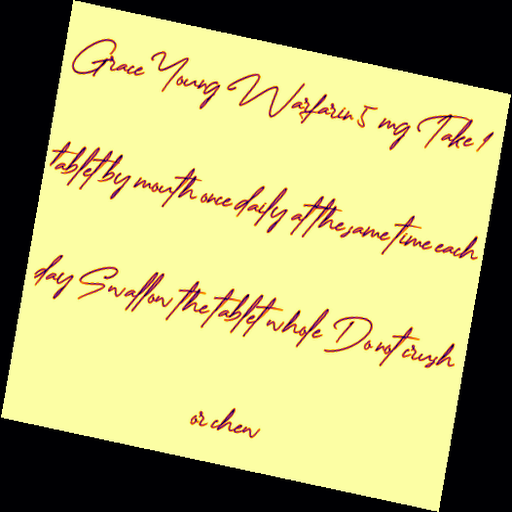 Grace Young Warfarin 5 mg Take 1
tablet by mouth once daily at the same time each
day Swallow the tablet whole Do not crush
or chew